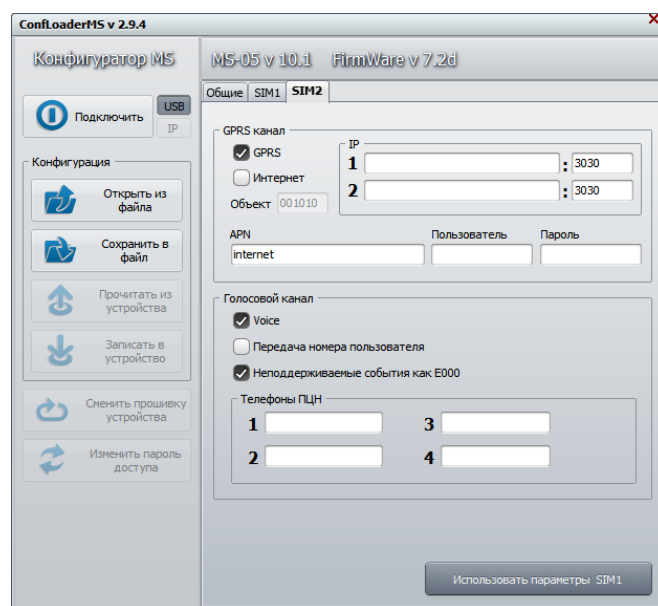 ConfLoaderMS v 2.9.4
Конфигуратор MS
MS-05 v 10.1 FirmWare v 7.2d
Общие SIM1 SIM2
Подключить
USB
IP
Конфигурация
Открыть из
файла
Сохранить в
файл
Прочитать из
устройства
Записать в
устройство
Сменить прошивку
устройства
Изменить пароль
доступа
GPRS канал
GPRS
Интернет
Объект 001010
IP
1 : 3030
2 : 3030
APN Пользователь Пароль
internet
Голосовой канал
Voice
Передача номера пользователя
Неподдерживаемые события как E000
Телефоны ПЦН
1 3
2 4
Использовать параметры SIM1